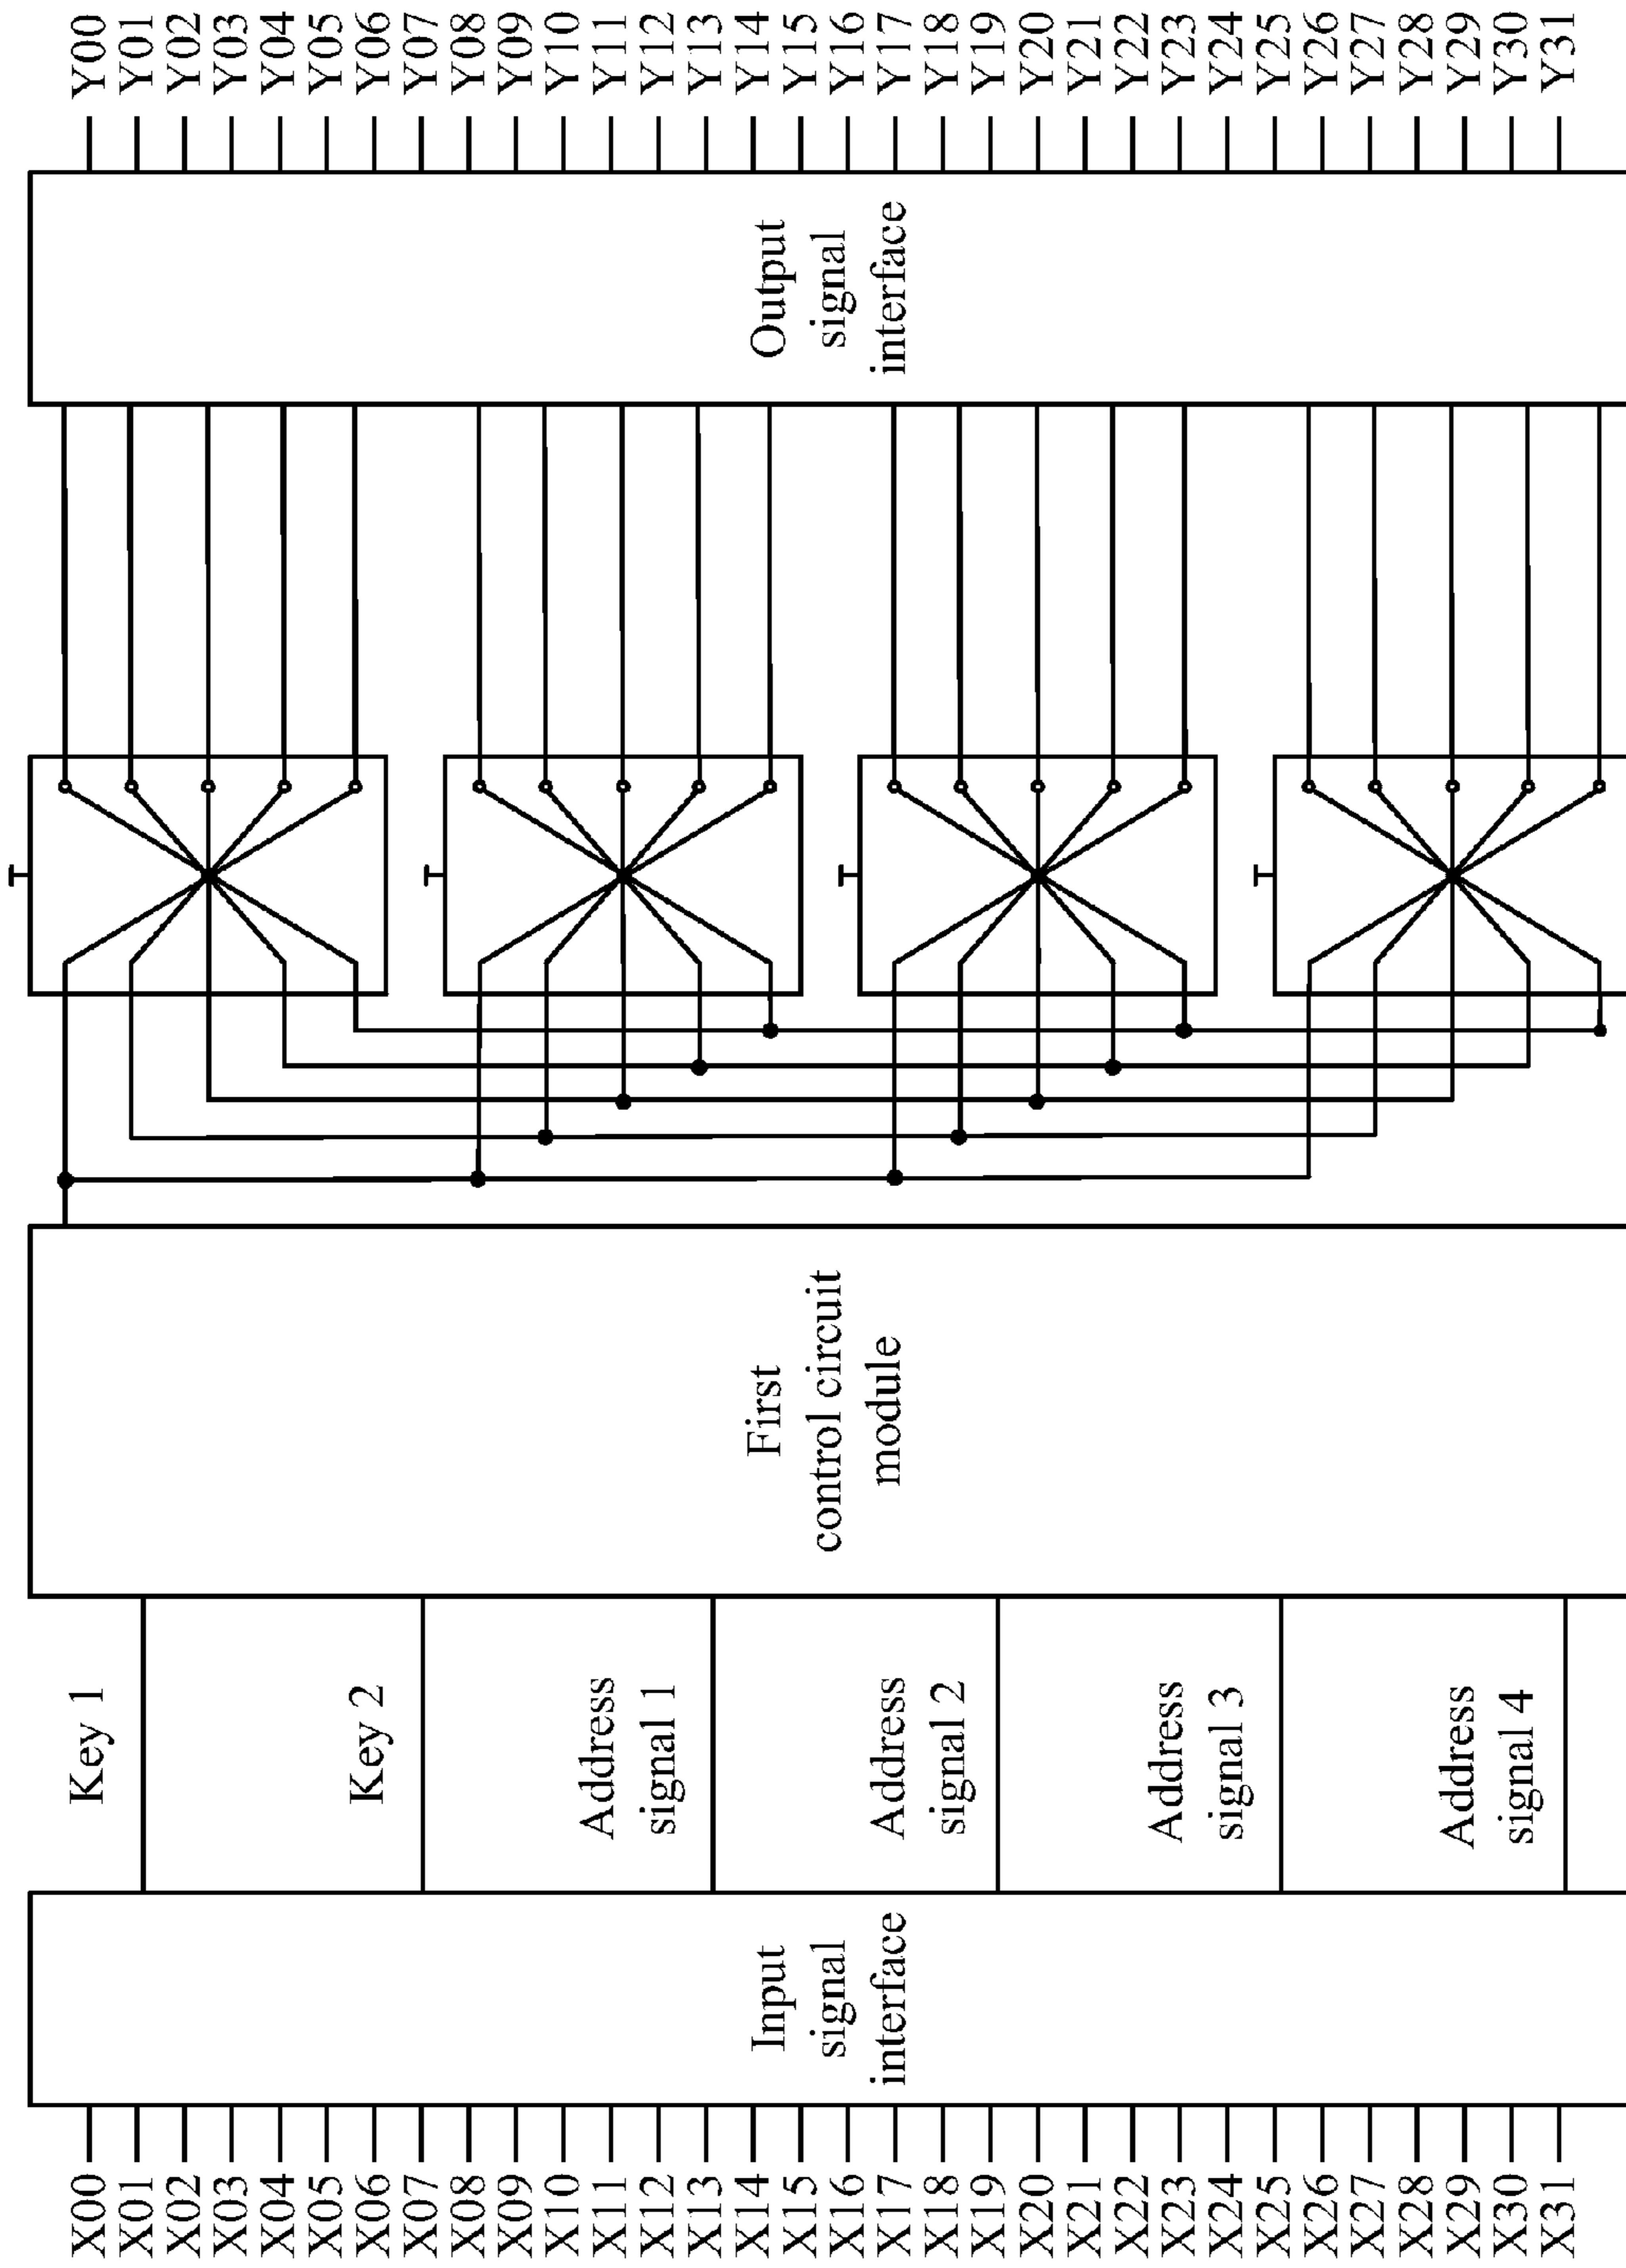 X00
X01
X02
X03
X04
X05
X06
X07
X08
X09
X10
X11
X12
X13
X14
X15
X16
X17
X18
X19
X20
X21
X22
X23
X24
X25
X26
X27
X28
X29
X30
X31
Input
signal
interface
Key 1
Key 2
Address
signal 1
Address
signal 2
Address
signal 3
Address
signal 4
First
control circuit
module
Output
signal
interface
Y00
Y01
Y02
Y03
Y04
Y05
Y06
Y07
Y08
Y09
Y10
Y11
Y12
Y13
Y14
Y15
Y16
Y17
Y18
Y19
Y20
Y21
Y22
Y23
Y24
Y25
Y26
Y27
Y28
Y29
Y30
Y31